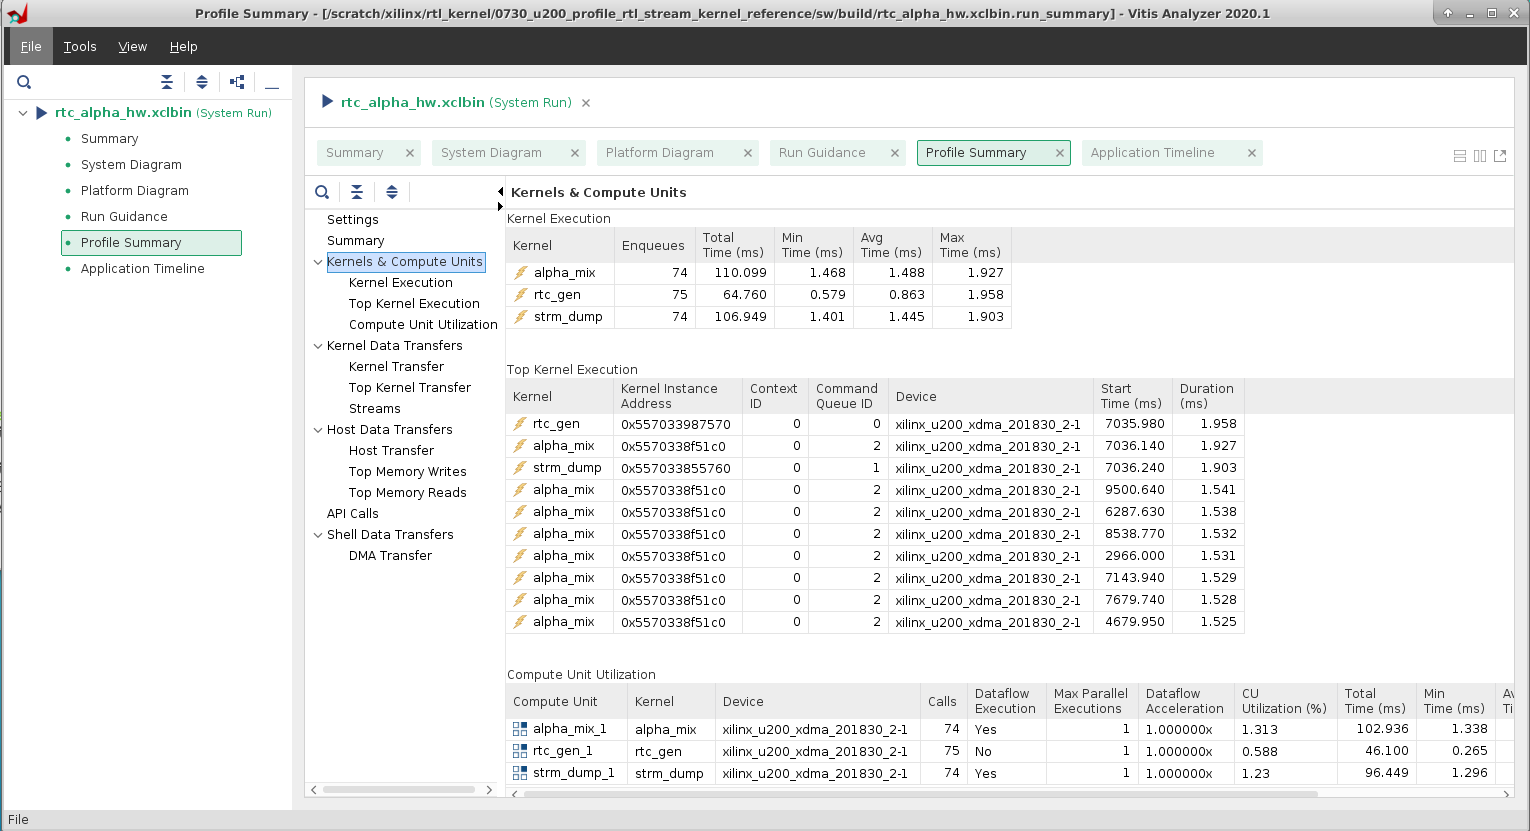 Profile Summary - [/scratch/xilinx/rtl_kernel/0730_u200_profile_rtl_stream_kernel_reference/sw/build/rtc_alpha_hw.xclbin.run_summary] - Vitis Analyzer 2020.1
File Tools View Help
rtc_alpha_hw.xclbin (System Run)
Summary
System Diagram
Platform Diagram
Run Guidance
Profile Summary
Application Timeline
rtc_alpha_hw.xclbin (System Run)
Summary System Diagram Platform Diagram Run Guidance Profile Summary Application Timeline
Settings
Summary
Kernels & Compute Units
Kernel Execution
Top Kernel Execution
Compute Unit Utilization
Kernel Data Transfers
Kernel Transfer
Top Kernel Transfer
Streams
Host Data Transfers
Host Transfer
Top Memory Writes
Top Memory Reads
API Calls
Shell Data Transfers
DMA Transfer
Kernels & Compute Units
Kernel Execution
Kernel Enqueues Total Time (ms) Min Time (ms) Avg Time (ms) Max Time (ms)
alpha_mix 74 110.099 1.468 1.488 1.927
rtc_gen 75 64.760 0.579 0.863 1.958
strm_dump 74 106.949 1.401 1.445 1.903
Top Kernel Execution
Kernel Kernel Instance Address Context ID Command Queue ID Device Start Time (ms) Duration (ms)
rtc_gen 0x557033987570 0 0 xilinx_u200_xdma_201830_2-1 7035.980 1.958
alpha_mix 0x5570338f51c0 0 2 xilinx_u200_xdma_201830_2-1 7036.140 1.927
strm_dump 0x557033855760 0 1 xilinx_u200_xdma_201830_2-1 7036.240 1.903
alpha_mix 0x5570338f51c0 0 2 xilinx_u200_xdma_201830_2-1 9500.640 1.541
alpha_mix 0x5570338f51c0 0 2 xilinx_u200_xdma_201830_2-1 6287.630 1.538
alpha_mix 0x5570338f51c0 0 2 xilinx_u200_xdma_201830_2-1 8538.770 1.532
alpha_mix 0x5570338f51c0 0 2 xilinx_u200_xdma_201830_2-1 2966.000 1.531
alpha_mix 0x5570338f51c0 0 2 xilinx_u200_xdma_201830_2-1 7143.940 1.529
alpha_mix 0x5570338f51c0 0 2 xilinx_u200_xdma_201830_2-1 7679.740 1.528
alpha_mix 0x5570338f51c0 0 2 xilinx_u200_xdma_201830_2-1 4679.950 1.525
Compute Unit Utilization
Compute Unit Kernel Device Calls Dataflow Execution Max Parallel Executions Dataflow Acceleration CU Utilization (%) Total Time (ms) Min Time (ms)
alpha_mix_1 alpha_mix xilinx_u200_xdma_201830_2-1 74 Yes 1 1.000000x 1.313 102.936 1.338
rtc_gen_1 rtc_gen xilinx_u200_xdma_201830_2-1 75 No 1 1.000000x 0.588 46.100 0.265
strm_dump_1 strm_dump xilinx_u200_xdma_201830_2-1 74 Yes 1 1.000000x 1.23 96.449 1.296
File